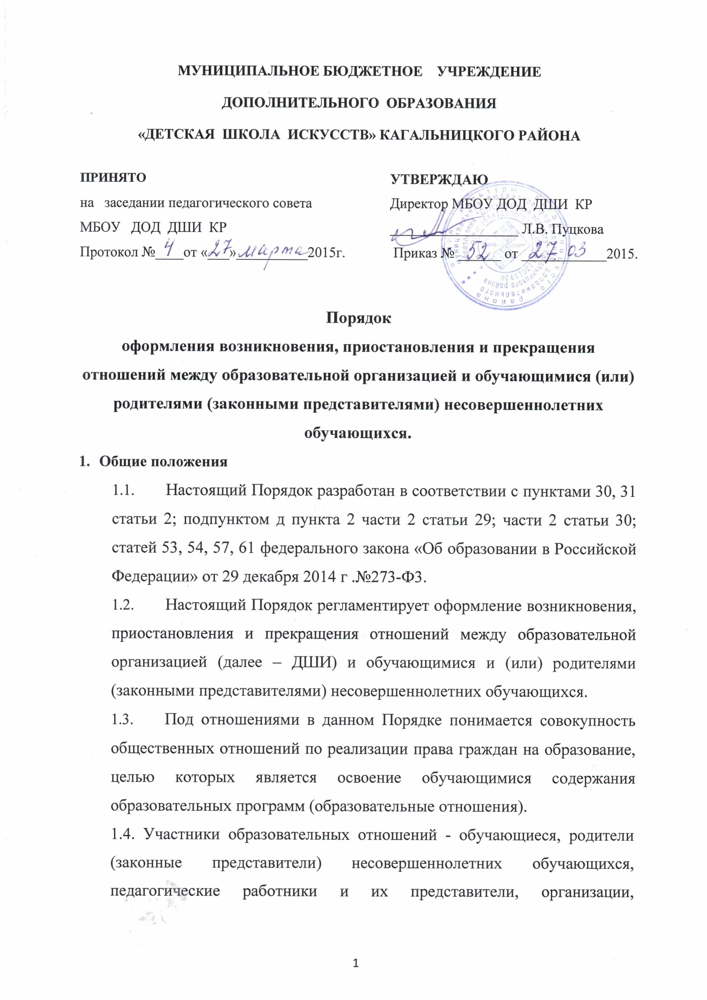 МУНИЦИПАЛЬНОЕ БЮДЖЕТНОЕ УЧРЕЖДЕНИЕ
ДОПОЛНИТЕЛЬНОГО ОБРАЗОВАНИЯ
«ДЕТСКАЯ ШКОЛА ИСКУССТВ» КАГАЛЬНИЦКОГО РАЙОНА
ПРИНЯТО
на заседании педагогического совета
МБОУ ДОД ДШИ КР
Протокол № 4 от «27» марта 2015г.
УТВЕРЖДАЮ
Директор МБОУ ДОД ДШИ КР
Л.В. Пуцкова
Приказ № 52 от 27 03 2015.
Порядок
оформления возникновения, приостановления и прекращения
отношений между образовательной организацией и обучающимися (или)
родителями (законными представителями) несовершеннолетних
обучающихся.
1. Общие положения
1.1. Настоящий Порядок разработан в соответствии с пунктами 30, 31
статьи 2; подпунктом д пункта 2 части 2 статьи 29; части 2 статьи 30;
статей 53, 54, 57, 61 федерального закона «Об образовании в Российской
Федерации» от 29 декабря 2014 г .№273-ФЗ.
1.2. Настоящий Порядок регламентирует оформление возникновения,
приостановления и прекращения отношений между образовательной
организацией (далее – ДШИ) и обучающимися и (или) родителями
(законными представителями) несовершеннолетних обучающихся.
1.3. Под отношениями в данном Порядке понимается совокупность
общественных отношений по реализации права граждан на образование,
целью которых является освоение обучающимися содержания
образовательных программ (образовательные отношения).
1.4. Участники образовательных отношений - обучающиеся, родители
(законные представители) несовершеннолетних обучающихся,
педагогические работники и их представители, организации,
1